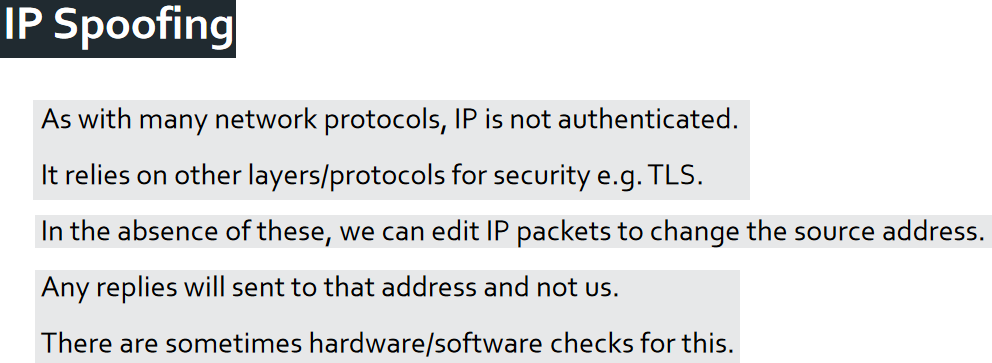 IP Spoofing
As with many network protocols, IP is not authenticated.
It relies on other layers/protocols for security e.g. TLS.
In the absence of these, we can edit IP packets to change the source address.
Any replies will sent to that address and not us.
There are sometimes hardware/software checks for this.